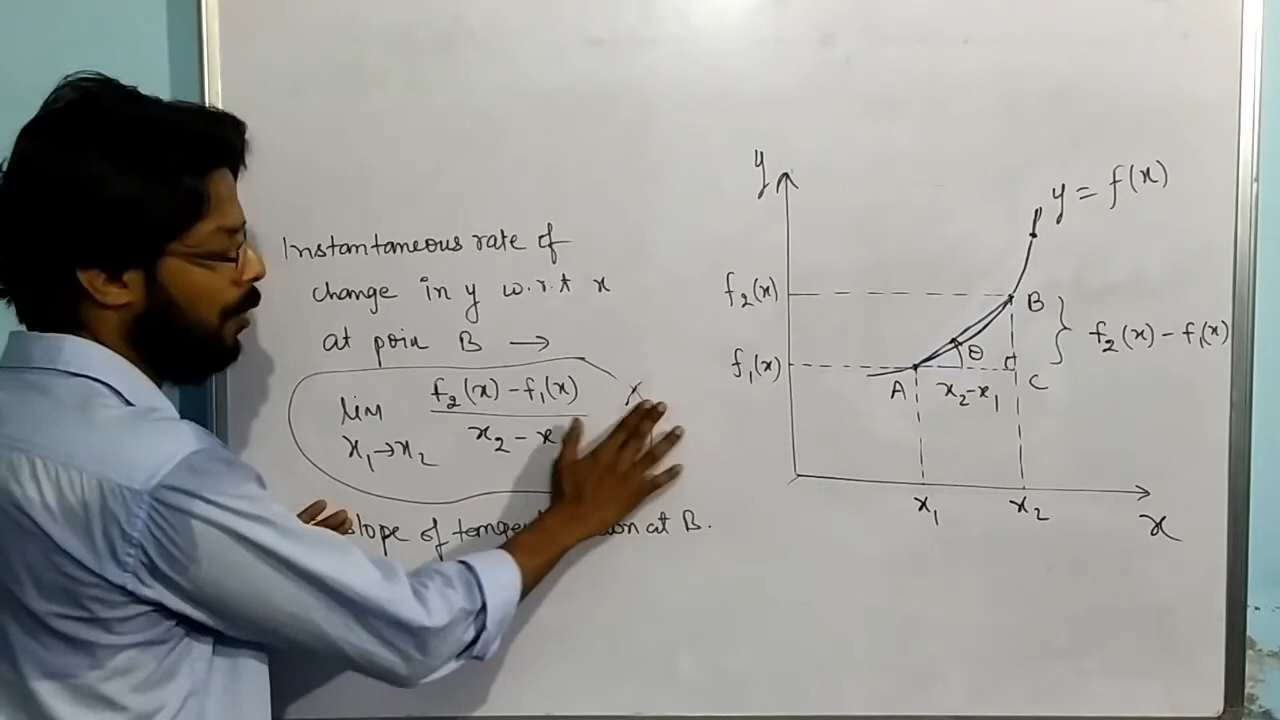 Instantaneous rate of
change in y w.r.t x
at poin B →
lim f₂(x) - f₁(x)
x₁→x₂ x₂ -
slope of at B.
y
y = f(x)
f₂(x)
B
f₂(x) - f₁(x)
f₁(x)
θ
A
x₂-x₁
C
x₁
x₂
x